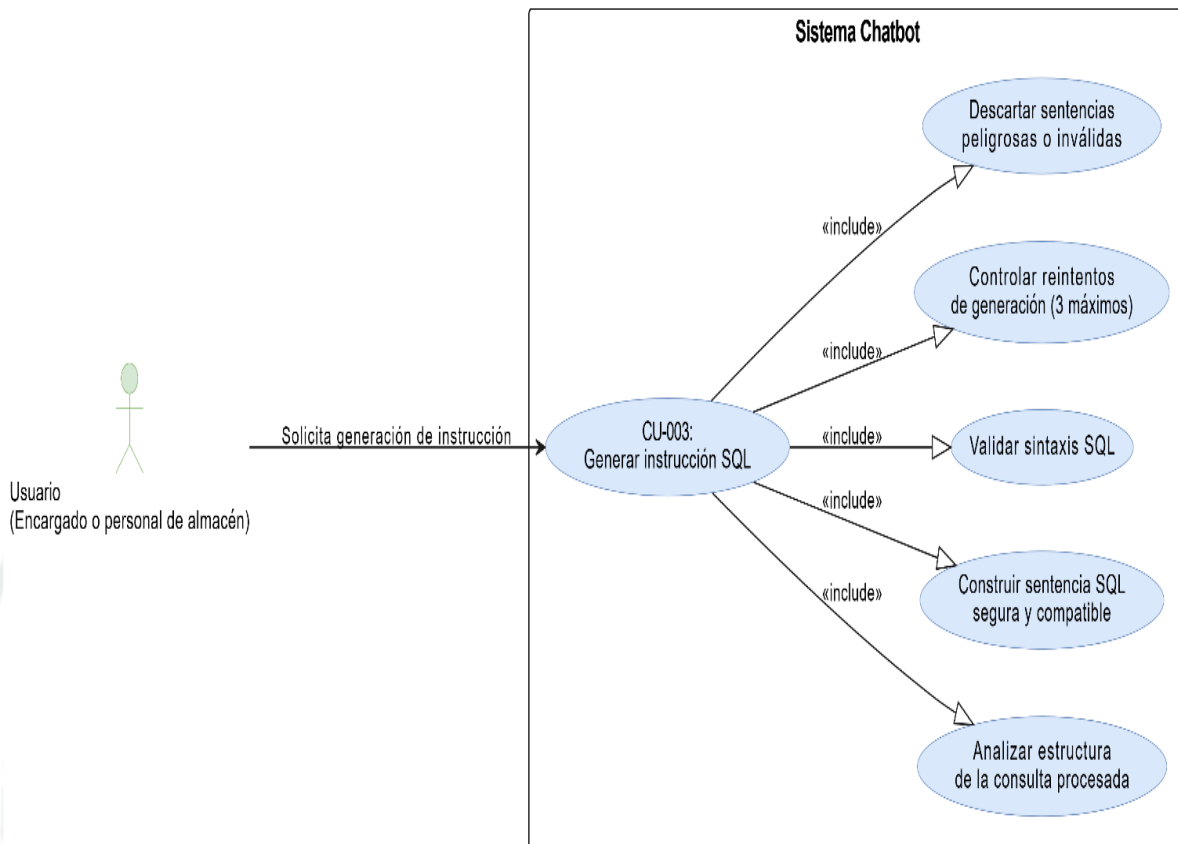 Sistema Chatbot
Descartar sentencias
peligrosas o inválidas
«include»
Controlar reintentos
de generación (3 máximos)
«include»
Solicita generación de instrucción
CU-003:
Generar instrucción SQL
«include»
Validar sintaxis SQL
Usuario
(Encargado o personal de almacén)
«include»
Construir sentencia SQL
segura y compatible
«include»
Analizar estructura
de la consulta procesada